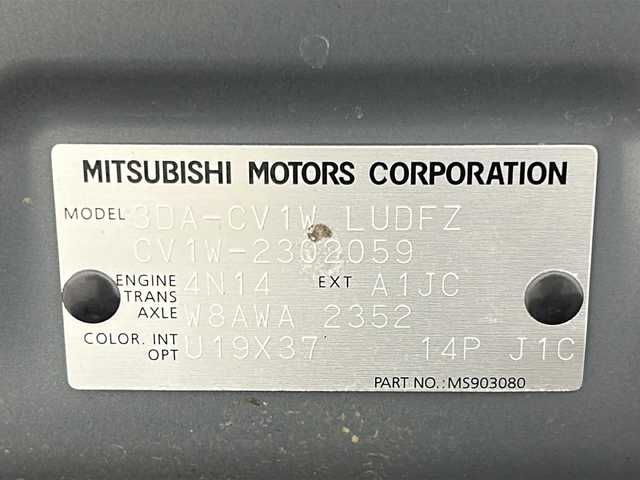 MITSUBISHI MOTORS CORPORATION
MODEL 3DA-CV1W LUDFZ
CV1W-2302059
ENGINE 4N14 EXT A1JC
TRANS AXLE W8AWA 2352
COLOR. INT OPT U19X37 14P J1C
PART NO.: MS903080